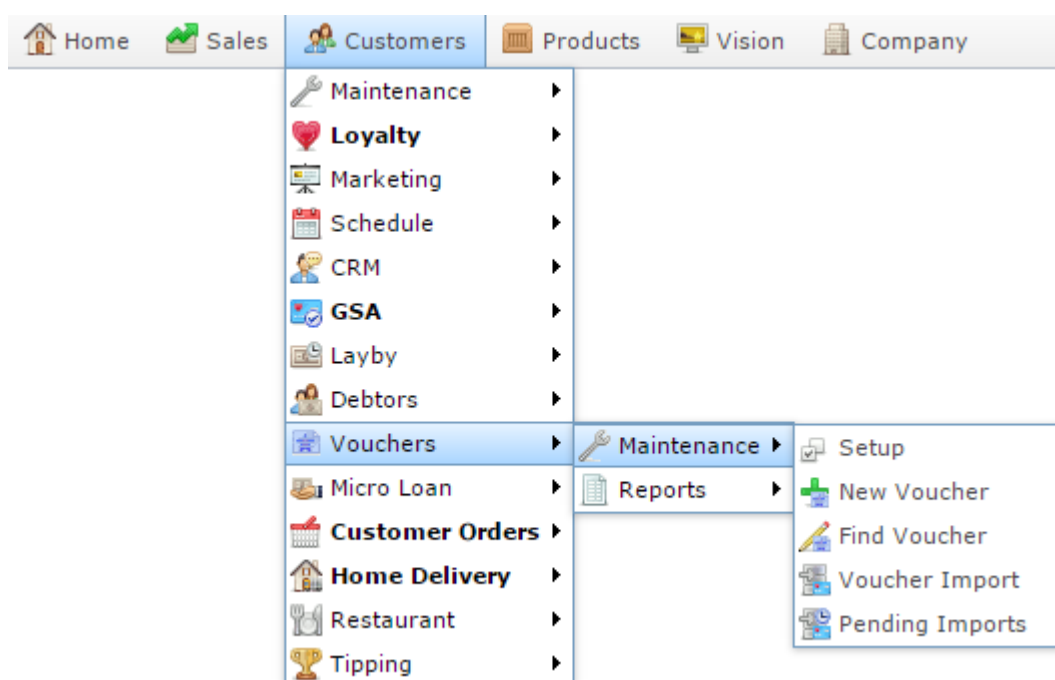 Home Sales Customers Products Vision Company
Maintenance
Loyalty
Marketing
Schedule
CRM
GSA
Layby
Debtors
Vouchers Maintenance Setup
Micro Loan Reports New Voucher
Customer Orders Find Voucher
Home Delivery Voucher Import
Restaurant Pending Imports
Tipping